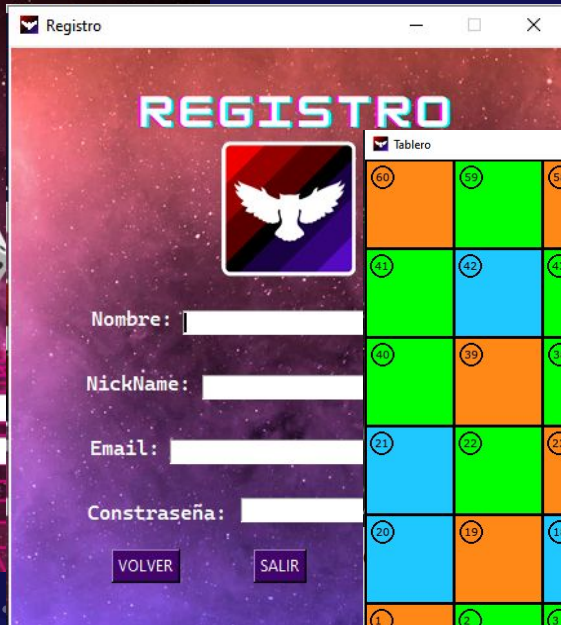 Registro
REGISTRO
Tablero
60 59
41 42
Nombre:
40 39
NickName:
21 22
Email:
Constraseña:
20 19
VOLVER SALIR
1 2 3